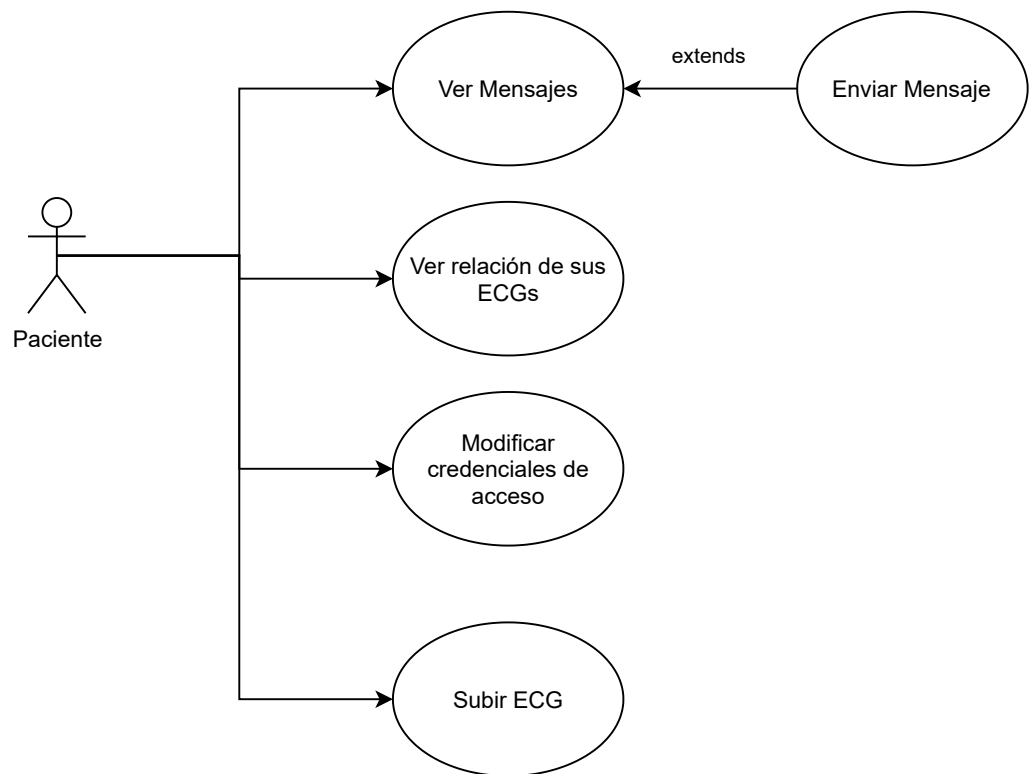 Ver Mensajes
extends
Enviar Mensaje
Ver relación de sus
ECGs
Paciente
Modificar
credenciales de
acceso
Subir ECG